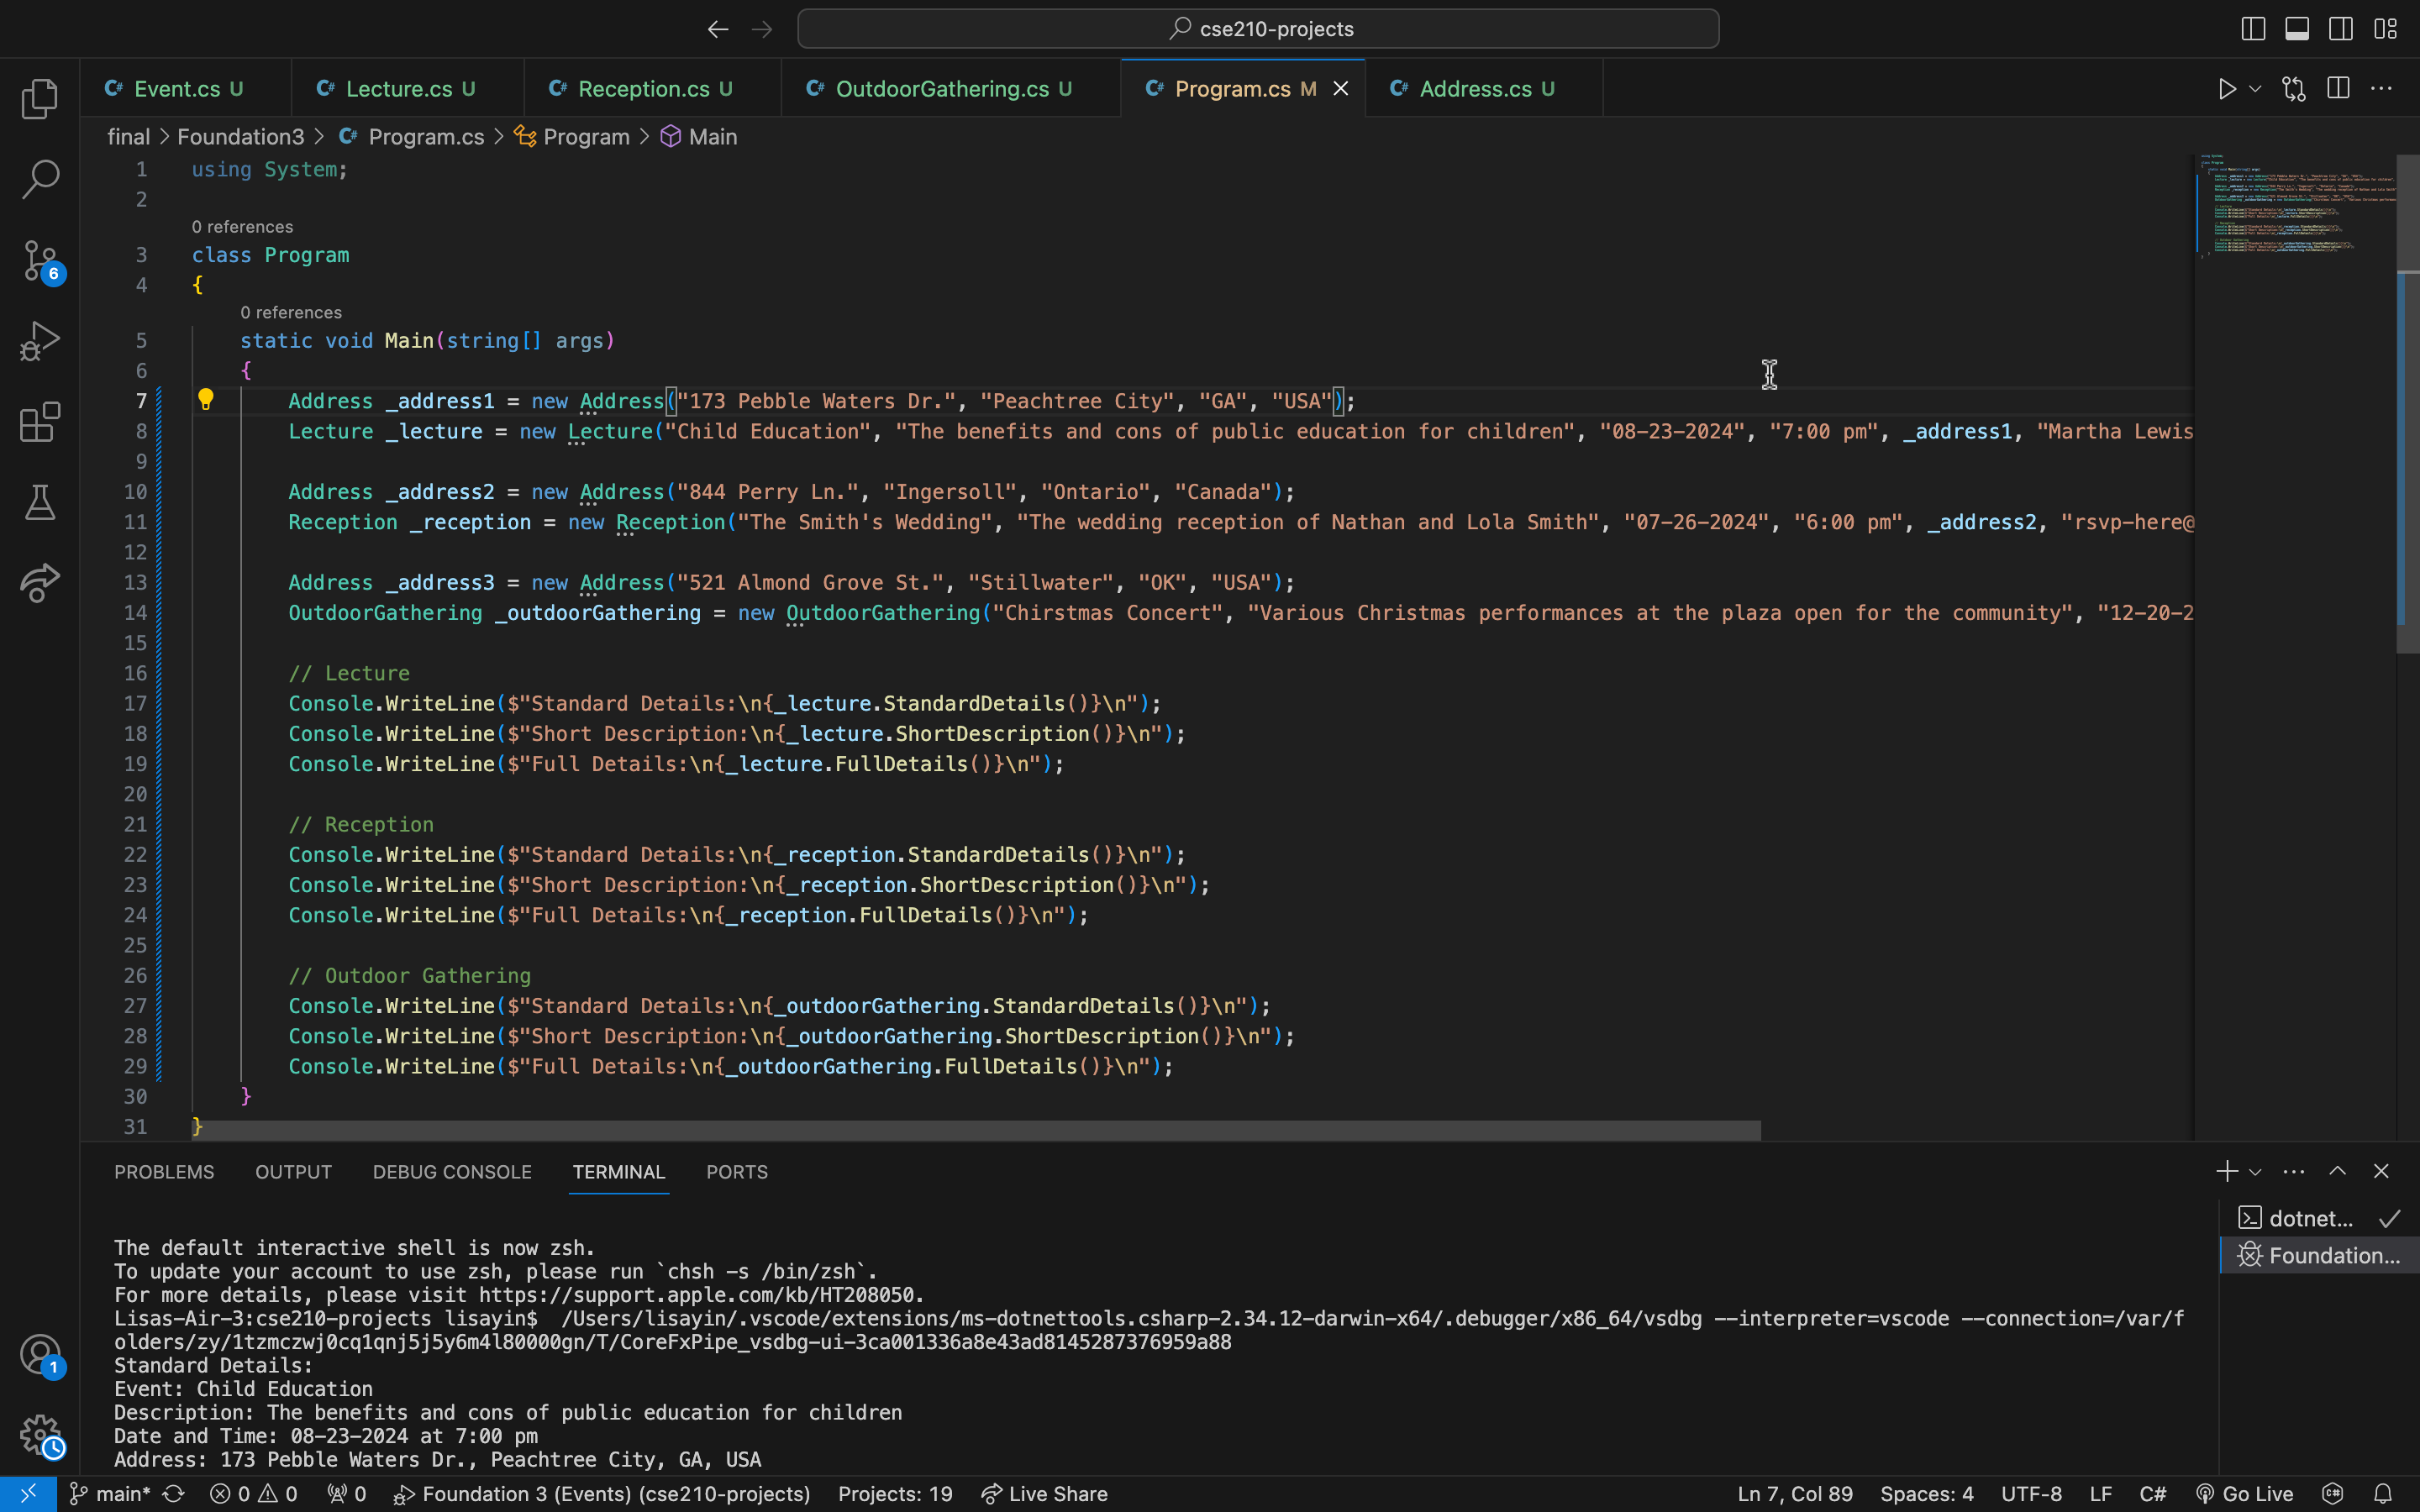 cse210-projects
Event.cs U
Lecture.cs U
Reception.cs U
OutdoorGathering.cs U
Program.cs M
Address.cs U
final > Foundation3 > Program.cs > Program > Main
1 using System;
2
0 references
3 class Program
4 {
0 references
5 static void Main(string[] args)
6 {
7 Address _address1 = new Address("173 Pebble Waters Dr.", "Peachtree City", "GA", "USA");
8 Lecture _lecture = new Lecture("Child Education", "The benefits and cons of public education for children", "08-23-2024", "7:00 pm", _address1, "Martha Lewis
9
10 Address _address2 = new Address("844 Perry Ln.", "Ingersoll", "Ontario", "Canada");
11 Reception _reception = new Reception("The Smith's Wedding", "The wedding reception of Nathan and Lola Smith", "07-26-2024", "6:00 pm", _address2, "rsvp-here@
12
13 Address _address3 = new Address("521 Almond Grove St.", "Stillwater", "OK", "USA");
14 OutdoorGathering _outdoorGathering = new OutdoorGathering("Chirstmas Concert", "Various Christmas performances at the plaza open for the community", "12-20-2
15
16 // Lecture
17 Console.WriteLine($"Standard Details:\n{_lecture.StandardDetails()}\n");
18 Console.WriteLine($"Short Description:\n{_lecture.ShortDescription()}\n");
19 Console.WriteLine($"Full Details:\n{_lecture.FullDetails()}\n");
20
21 // Reception
22 Console.WriteLine($"Standard Details:\n{_reception.StandardDetails()}\n");
23 Console.WriteLine($"Short Description:\n{_reception.ShortDescription()}\n");
24 Console.WriteLine($"Full Details:\n{_reception.FullDetails()}\n");
25
26 // Outdoor Gathering
27 Console.WriteLine($"Standard Details:\n{_outdoorGathering.StandardDetails()}\n");
28 Console.WriteLine($"Short Description:\n{_outdoorGathering.ShortDescription()}\n");
29 Console.WriteLine($"Full Details:\n{_outdoorGathering.FullDetails()}\n");
30 }
31 }
6
1
PROBLEMS OUTPUT DEBUG CONSOLE TERMINAL PORTS
dotnet...
Foundation...
The default interactive shell is now zsh.
To update your account to use zsh, please run `chsh -s /bin/zsh`.
For more details, please visit https://support.apple.com/kb/HT208050.
Lisas-Air-3:cse210-projects lisayin$ /Users/lisayin/.vscode/extensions/ms-dotnettools.csharp-2.34.12-darwin-x64/.debugger/x86_64/vsdbg --interpreter=vscode --connection=/var/f
olders/zy/1tzmczwj0cq1qnj5j5y6m4l80000gn/T/CoreFxPipe_vsdbg-ui-3ca001336a8e43ad8145287376959a88
Standard Details:
Event: Child Education
Description: The benefits and cons of public education for children
Date and Time: 08-23-2024 at 7:00 pm
Address: 173 Pebble Waters Dr., Peachtree City, GA, USA
main* 0 0 0 Foundation 3 (Events) (cse210-projects) Projects: 19 Live Share Ln 7, Col 89 Spaces: 4 UTF-8 LF C# Go Live